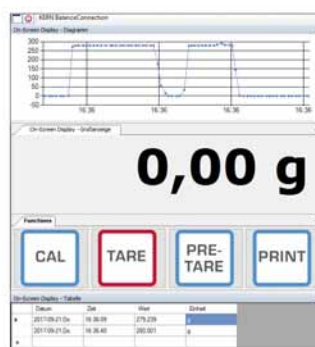 KERN BalanceConnection
On-Screen Display - Diagramm
300
250
200
150
100
50
0
-50
16.36 16.36 16.36 16.36
On-Screen Display - Großanzeige
0,00 g
Functions
CAL TARE PRE-TARE PRINT
On-Screen Display - Tabelle
Datum Zeit Wert Einheit
2017-09-21 Do. 16:36:09 279.239 g
2017-09-21 Do. 16:36:40 280.001 g